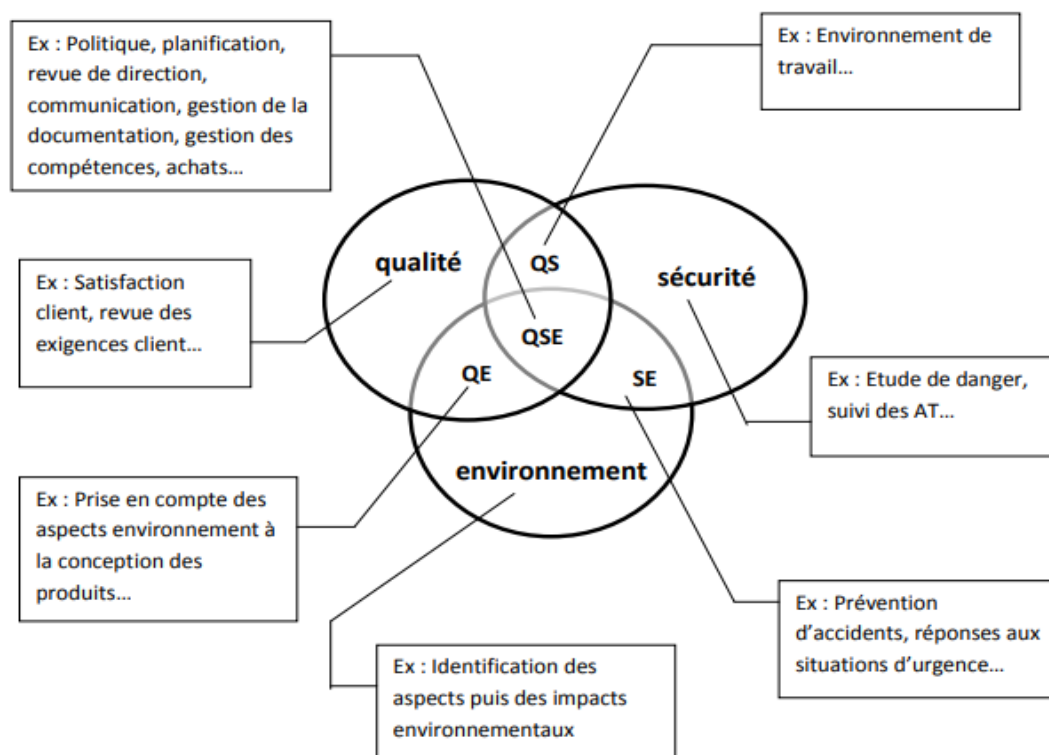 Ex : Politique, planification,
revue de direction,
communication, gestion de la
documentation, gestion des
compétences, achats…
Ex : Environnement de
travail…
qualité
QS
sécurité
Ex : Satisfaction
client, revue des
exigences client…
QSE
QE
SE
Ex : Etude de danger,
suivi des AT…
environnement
Ex : Prise en compte des
aspects environnement à
la conception des
produits…
Ex : Prévention
d’accidents, réponses aux
situations d’urgence…
Ex : Identification des
aspects puis des impacts
environnementaux